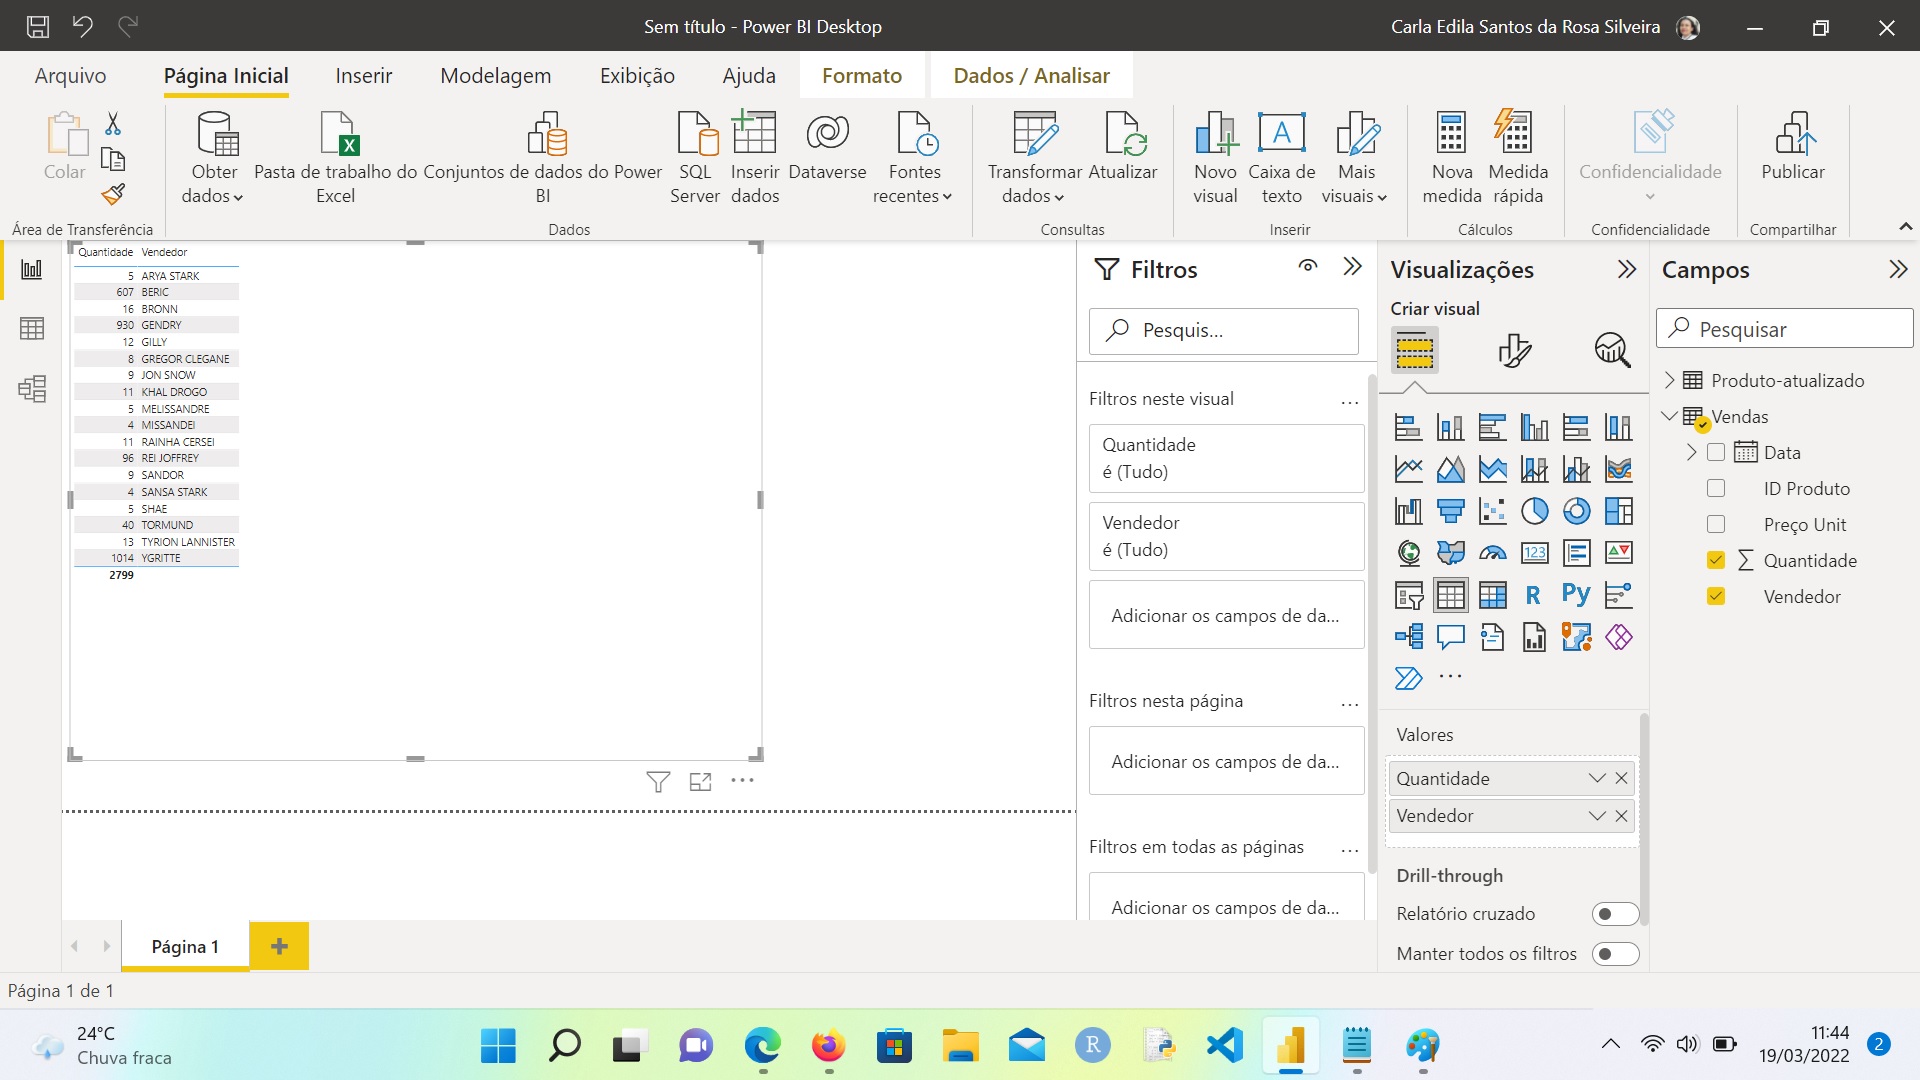 Sem título - Power BI Desktop
Carla Edila Santos da Rosa Silveira
Arquivo
Página Inicial
Inserir
Modelagem
Exibição
Ajuda
Formato
Dados / Analisar
Colar
Área de Transferência
Obter dados
Pasta de trabalho do Excel
Conjuntos de dados do Power BI
SQL Server
Inserir dados
Dataverse
Fontes recentes
Dados
Transformar dados
Atualizar
Consultas
Novo visual
Caixa de texto
Mais visuais
Inserir
Nova medida
Medida rápida
Cálculos
Confidencialidade
Confidencialidade
Publicar
Compartilhar
Quantidade Vendedor
5 ARYA STARK
607 BERIC
16 BRONN
930 GENDRY
12 GILLY
8 GREGOR CLEGANE
9 JON SNOW
11 KHAL DROGO
5 MELISSANDRE
4 MISSANDEI
11 RAINHA CERSEI
96 REI JOFFREY
9 SANDOR
4 SANSA STARK
5 SHAE
40 TORMUND
13 TYRION LANNISTER
1014 YGRITTE
2799
Filtros
Pesquis...
Filtros neste visual
...
Quantidade
é (Tudo)
Vendedor
é (Tudo)
Adicionar os campos de da...
Filtros nesta página
...
Adicionar os campos de da...
Filtros em todas as páginas
...
Adicionar os campos de da...
Visualizações
Criar visual
123
R
Py
...
Valores
Quantidade
Vendedor
Drill-through
Relatório cruzado
Manter todos os filtros
Campos
Pesquisar
Produto-atualizado
Vendas
Data
ID Produto
Preço Unit
Quantidade
Vendedor
Página 1
Página 1 de 1
24°C
Chuva fraca
R
11:44
19/03/2022
2